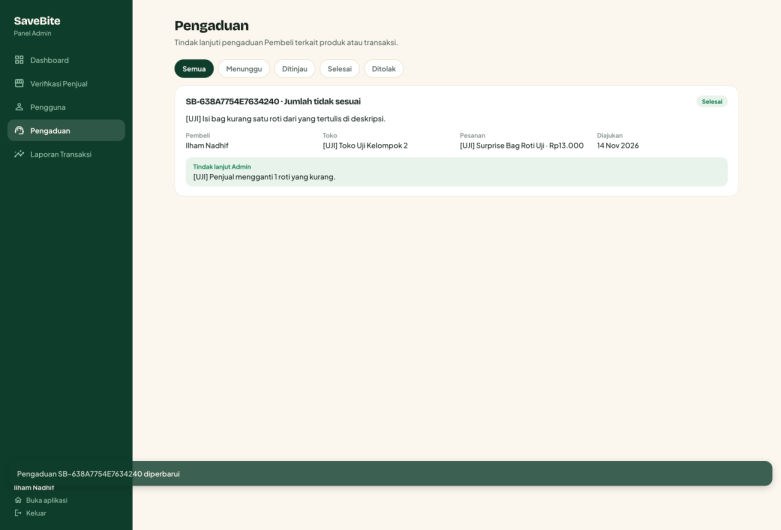 SaveBite
Panel Admin
Dashboard
Verifikasi Penjual
Pengguna
Pengaduan
Laporan Transaksi
Pengaduan
Tindak lanjuti pengaduan Pembeli terkait produk atau transaksi.
Semua Menunggu Ditinjau Selesai Ditolak
SB-638A7754E7634240 · Jumlah tidak sesuai Selesai
[UJI] Isi bag kurang satu roti dari yang tertulis di deskripsi.
Pembeli Toko Pesanan Diajukan
Ilham Nadhif [UJI] Toko Uji Kelompok 2 [UJI] Surprise Bag Roti Uji · Rp13.000 14 Nov 2026
Tindak lanjut Admin
[UJI] Penjual mengganti 1 roti yang kurang.
Pengaduan SB-638A7754E7634240 diperbarui
Ilham Nadhif
Buka aplikasi
Keluar